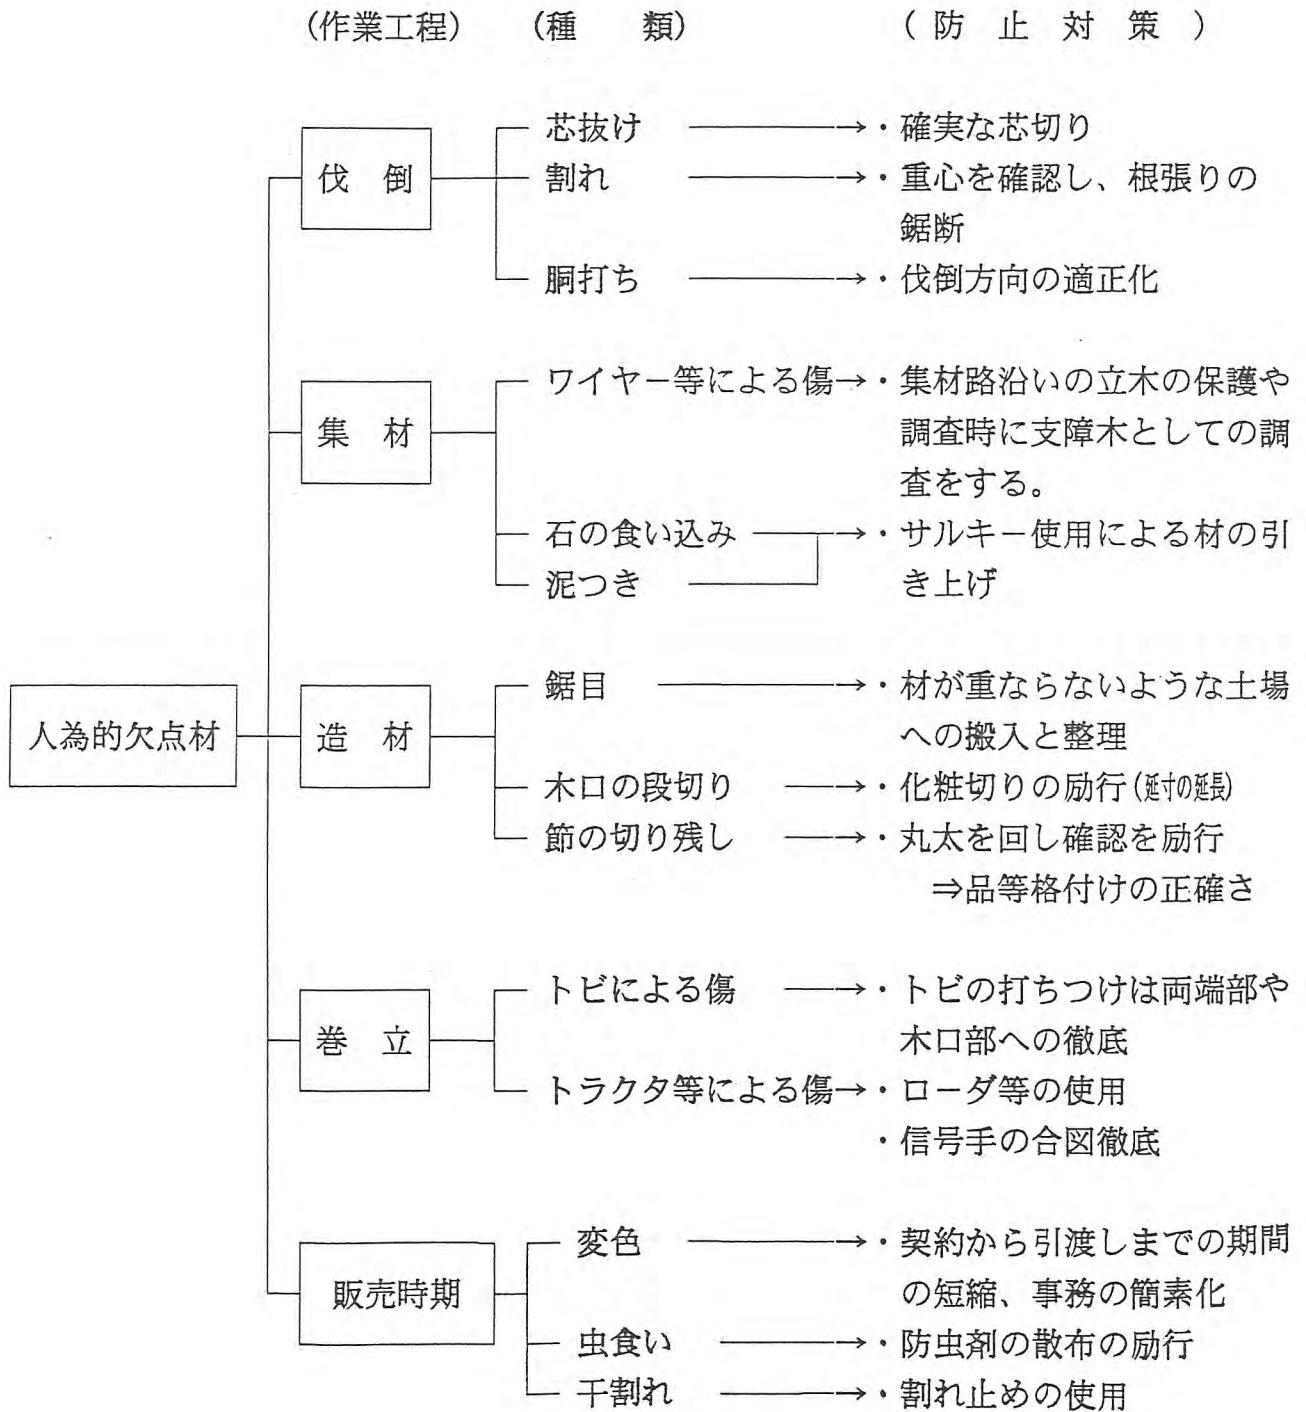 (作業工程) (種 類) (防 止 対 策)
芯抜け → ・確実な芯切り
伐 倒 割れ → ・重心を確認し、根張りの
鋸断
胴打ち → ・伐倒方向の適正化
ワイヤー等による傷→・集材路沿いの立木の保護や
集 材 調査時に支障木としての調
査をする。
石の食い込み → ・サルキー使用による材の引
泥つき き上げ
鋸目 → ・材が重ならないような土場
人為的欠点材 造 材 への搬入と整理
木口の段切り → ・化粧切りの励行(延寸の延長)
節の切り残し → ・丸太を回し確認を励行
⇒品等格付けの正確さ
トビによる傷 → ・トビの打ちつけは両端部や
巻 立 木口部への徹底
トラクタ等による傷→・ローダ等の使用
・信号手の合図徹底
変色 → ・契約から引渡しまでの期間
販売時期 の短縮、事務の簡素化
虫食い → ・防虫剤の散布の励行
干割れ → ・割れ止めの使用